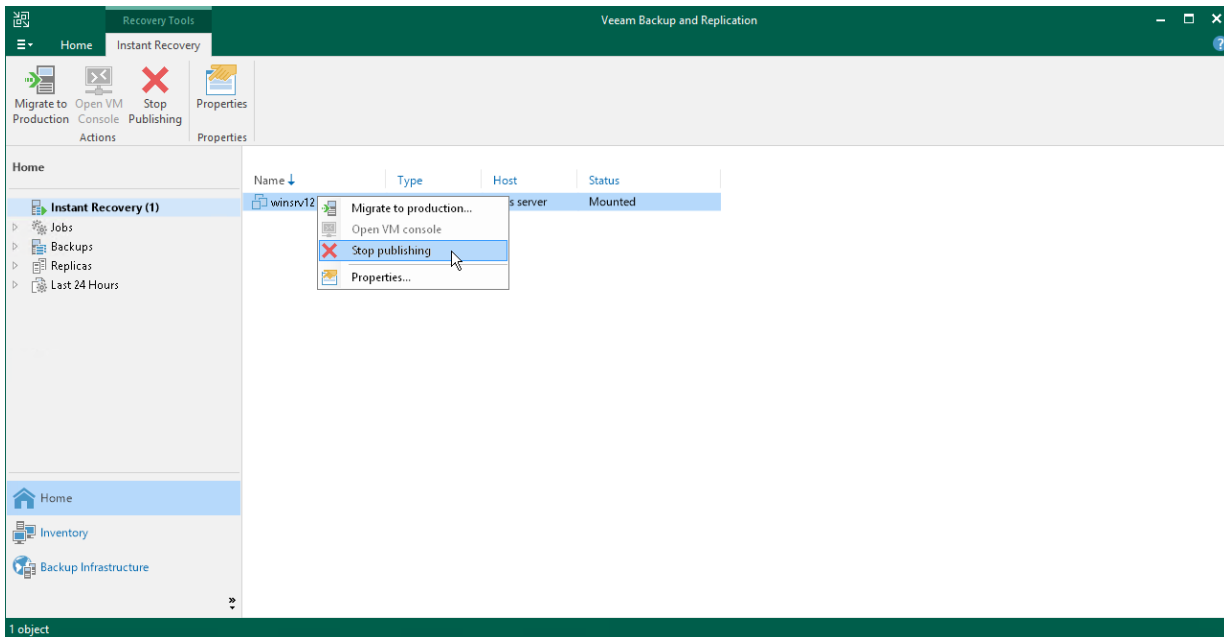 Recovery Tools
Veeam Backup and Replication
Home Instant Recovery
?
Migrate to Production
Open VM Console
Stop Publishing
Properties
Actions
Properties
Home
Instant Recovery (1)
Jobs
Backups
Replicas
Last 24 Hours
Name Type Host Status
winsrv12 s server Mounted
Migrate to production...
Open VM console
Stop publishing
Properties...
Home
Inventory
Backup Infrastructure
1 object